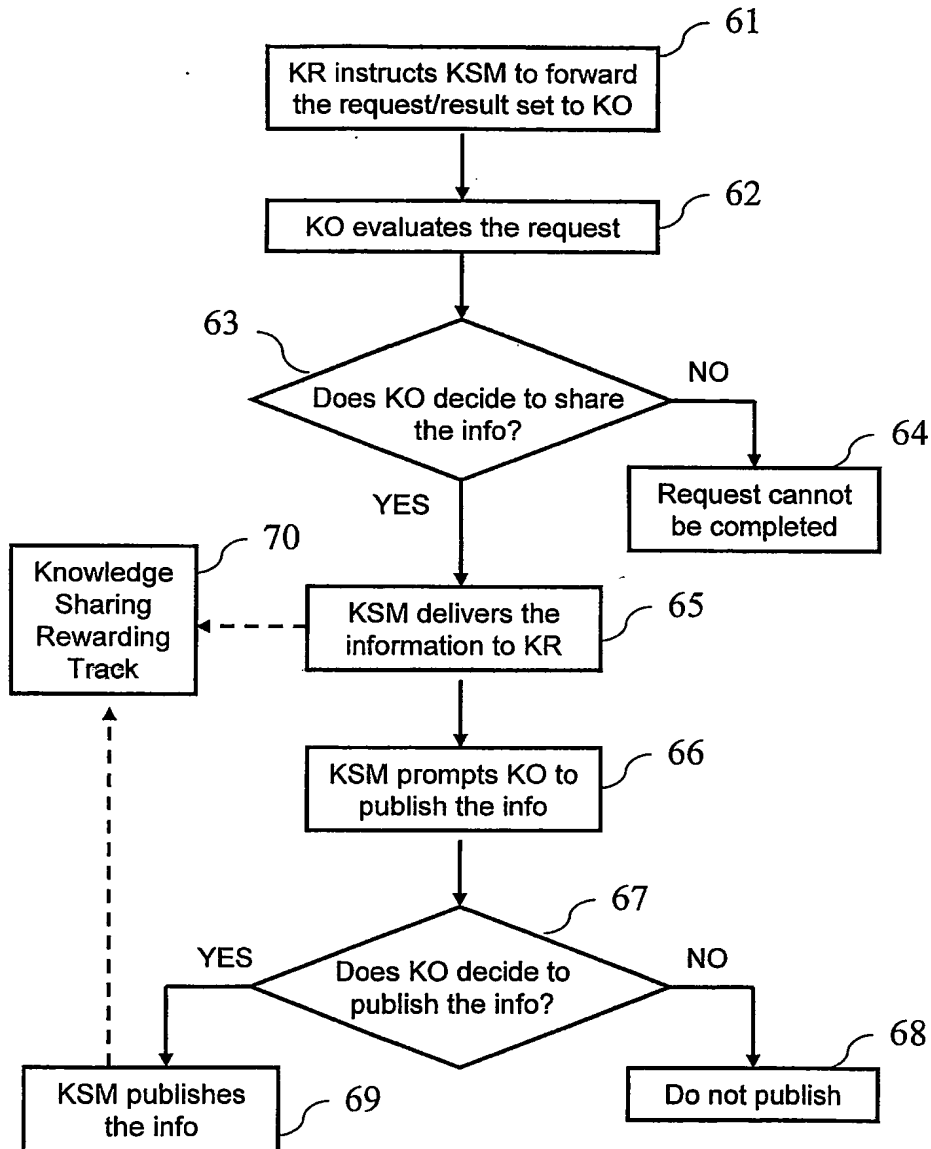 61
KR instructs KSM to forward
the request/result set to KO
62
KO evaluates the request
63
Does KO decide to share
the info?
NO
64
Request cannot
be completed
YES
70
Knowledge
Sharing
Rewarding
Track
65
KSM delivers the
information to KR
66
KSM prompts KO to
publish the info
67
YES
Does KO decide to
publish the info?
NO
68
Do not publish
KSM publishes
the info
69